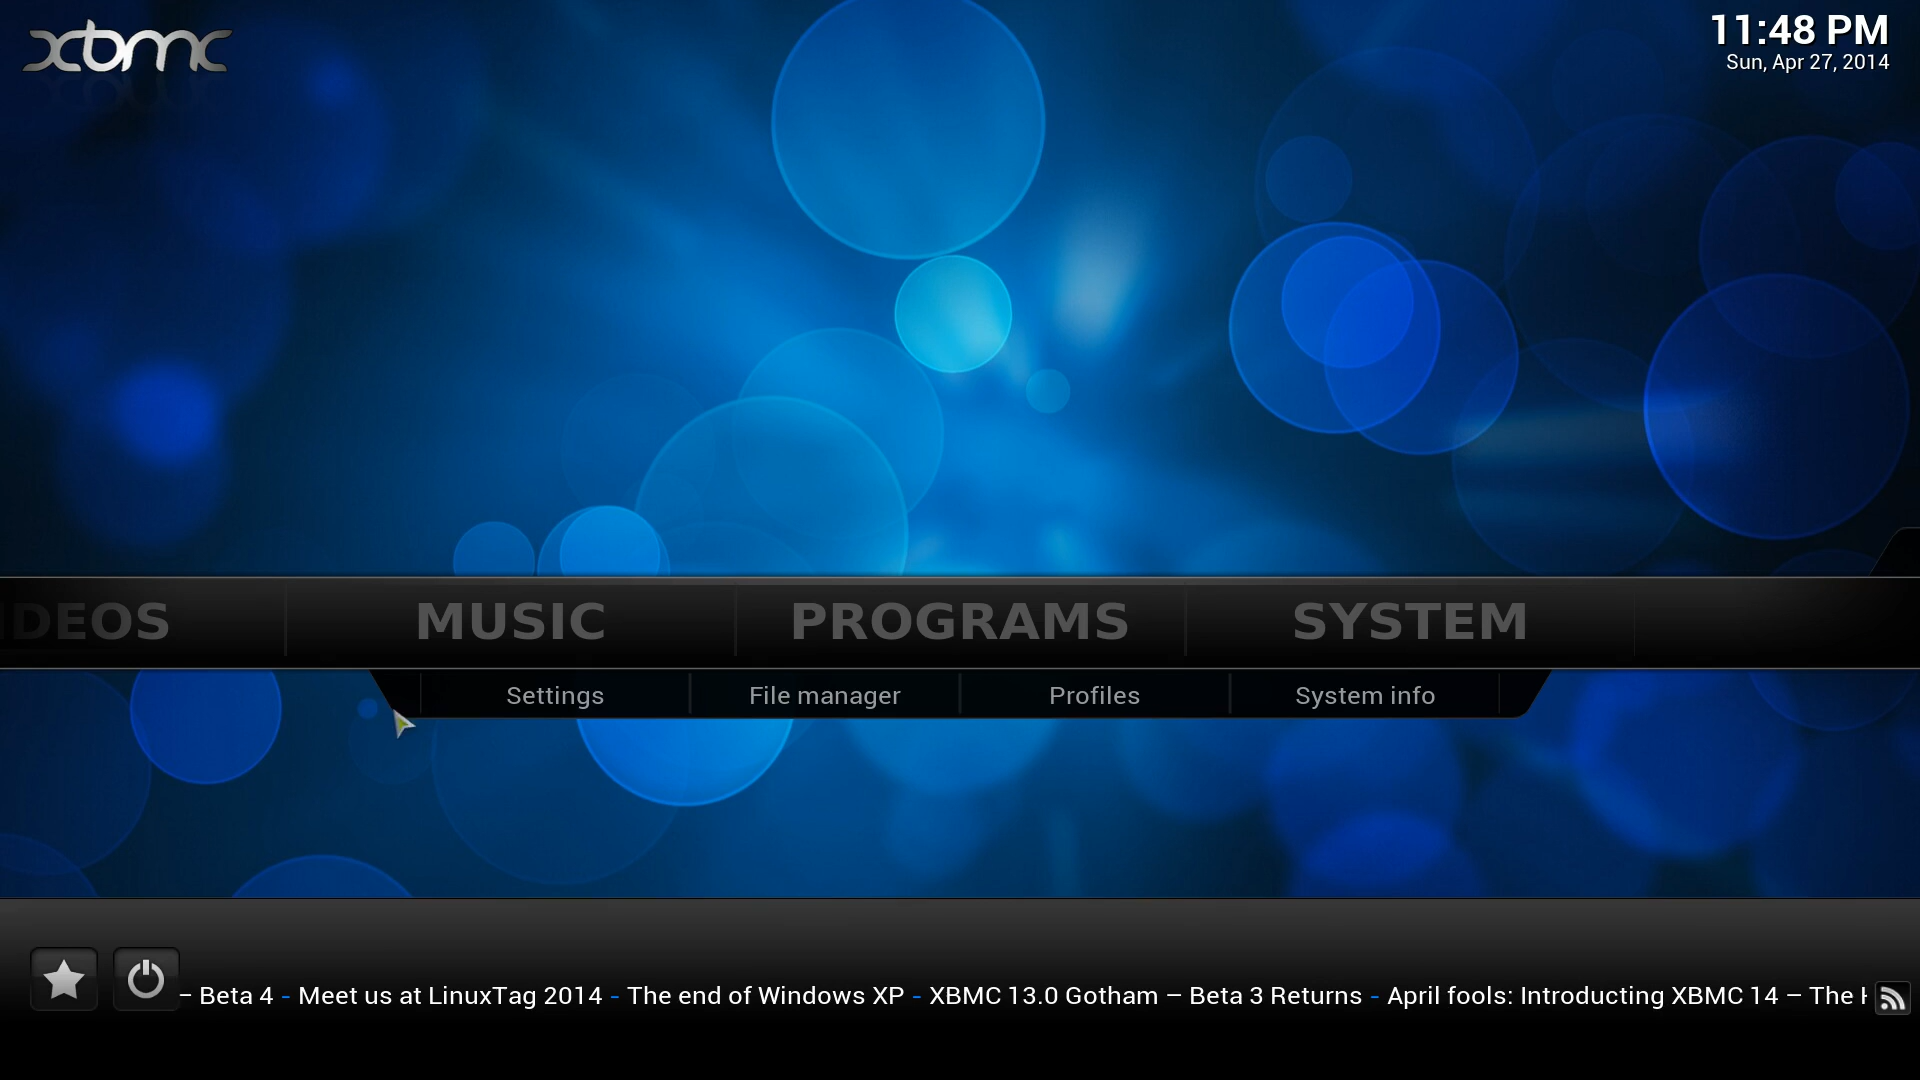 xbmc
11:48 PM
Sun, Apr 27, 2014
DEOS MUSIC PROGRAMS SYSTEM
Settings File manager Profiles System info
– Beta 4 - Meet us at LinuxTag 2014 - The end of Windows XP - XBMC 13.0 Gotham – Beta 3 Returns - April fools: Introducting XBMC 14 – The